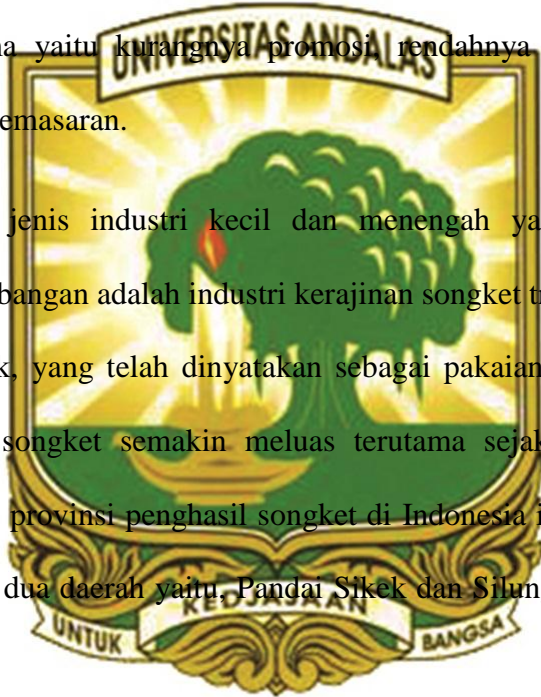 UNIVERSITAS ANDALAS
na yaitu kurangnya promosi, rendahnya
emasaran.
jenis industri kecil dan menengah ya
bangan adalah industri kerajinan songket tr
k, yang telah dinyatakan sebagai pakaian
songket semakin meluas terutama sejak
provinsi penghasil songket di Indonesia i
dua daerah yaitu, Pandai Sikek dan Silun
KEDJAJAAN
UNTUK BANGSA